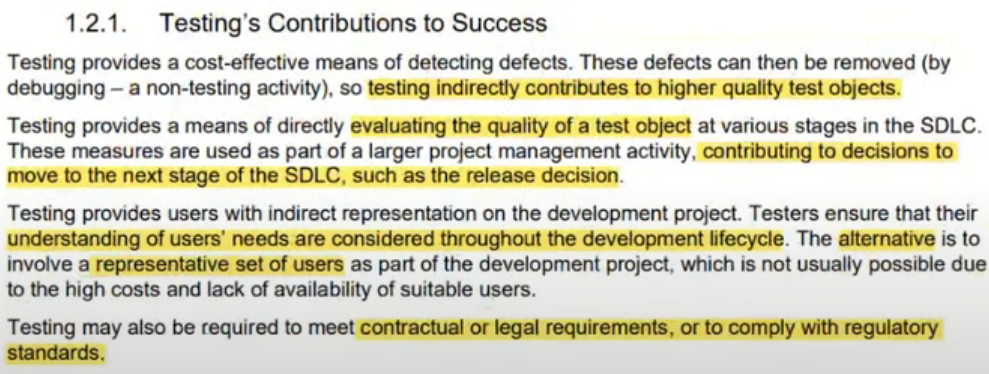 1.2.1. Testing's Contributions to Success
Testing provides a cost-effective means of detecting defects. These defects can then be removed (by
debugging – a non-testing activity), so testing indirectly contributes to higher quality test objects.
Testing provides a means of directly evaluating the quality of a test object at various stages in the SDLC.
These measures are used as part of a larger project management activity, contributing to decisions to
move to the next stage of the SDLC, such as the release decision.
Testing provides users with indirect representation on the development project. Testers ensure that their
understanding of users' needs are considered throughout the development lifecycle. The alternative is to
involve a representative set of users as part of the development project, which is not usually possible due
to the high costs and lack of availability of suitable users.
Testing may also be required to meet contractual or legal requirements, or to comply with regulatory
standards.